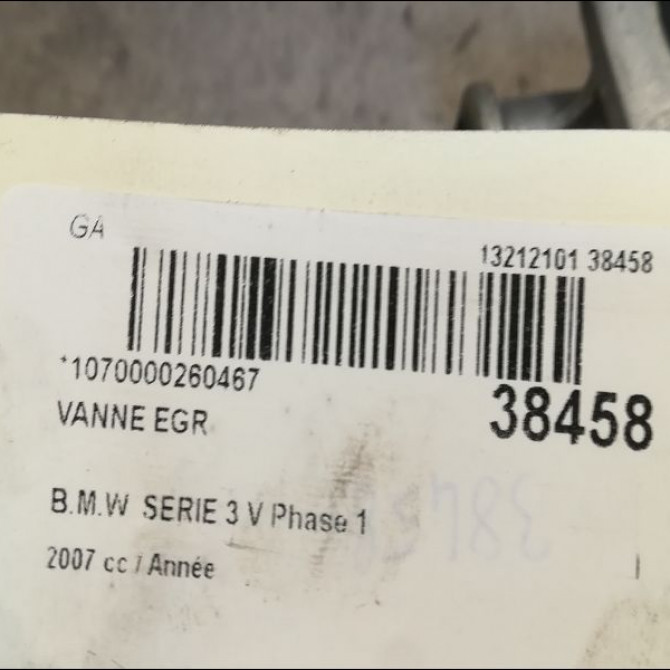 GA
13212101 38458
*1070000260467
38458
VANNE EGR
B.M.W SERIE 3 V Phase 1
2007 cc / Année